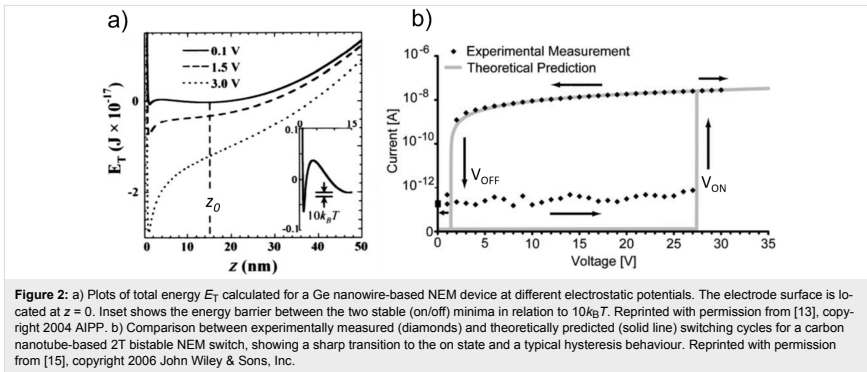 a)
b)
0.1 V
1.5 V
3.0 V
E_T (J × 10^-17)
0
-2
0
10
20
30
40
50
z (nm)
z_0
0.1
0
-0.1
0
15
10k_BT
10^-6
10^-8
10^-10
10^-12
0
Current [A]
Experimental Measurement
Theoretical Prediction
V_OFF
V_ON
0
5
10
15
20
25
30
35
Voltage [V]
Figure 2: a) Plots of total energy E_T calculated for a Ge nanowire-based NEM device at different electrostatic potentials. The electrode surface is lo-
cated at z = 0. Inset shows the energy barrier between the two stable (on/off) minima in relation to 10k_BT. Reprinted with permission from [13], copy-
right 2004 AIPP. b) Comparison between experimentally measured (diamonds) and theoretically predicted (solid line) switching cycles for a carbon
nanotube-based 2T bistable NEM switch, showing a sharp transition to the on state and a typical hysteresis behaviour. Reprinted with permission
from [15], copyright 2006 John Wiley & Sons, Inc.